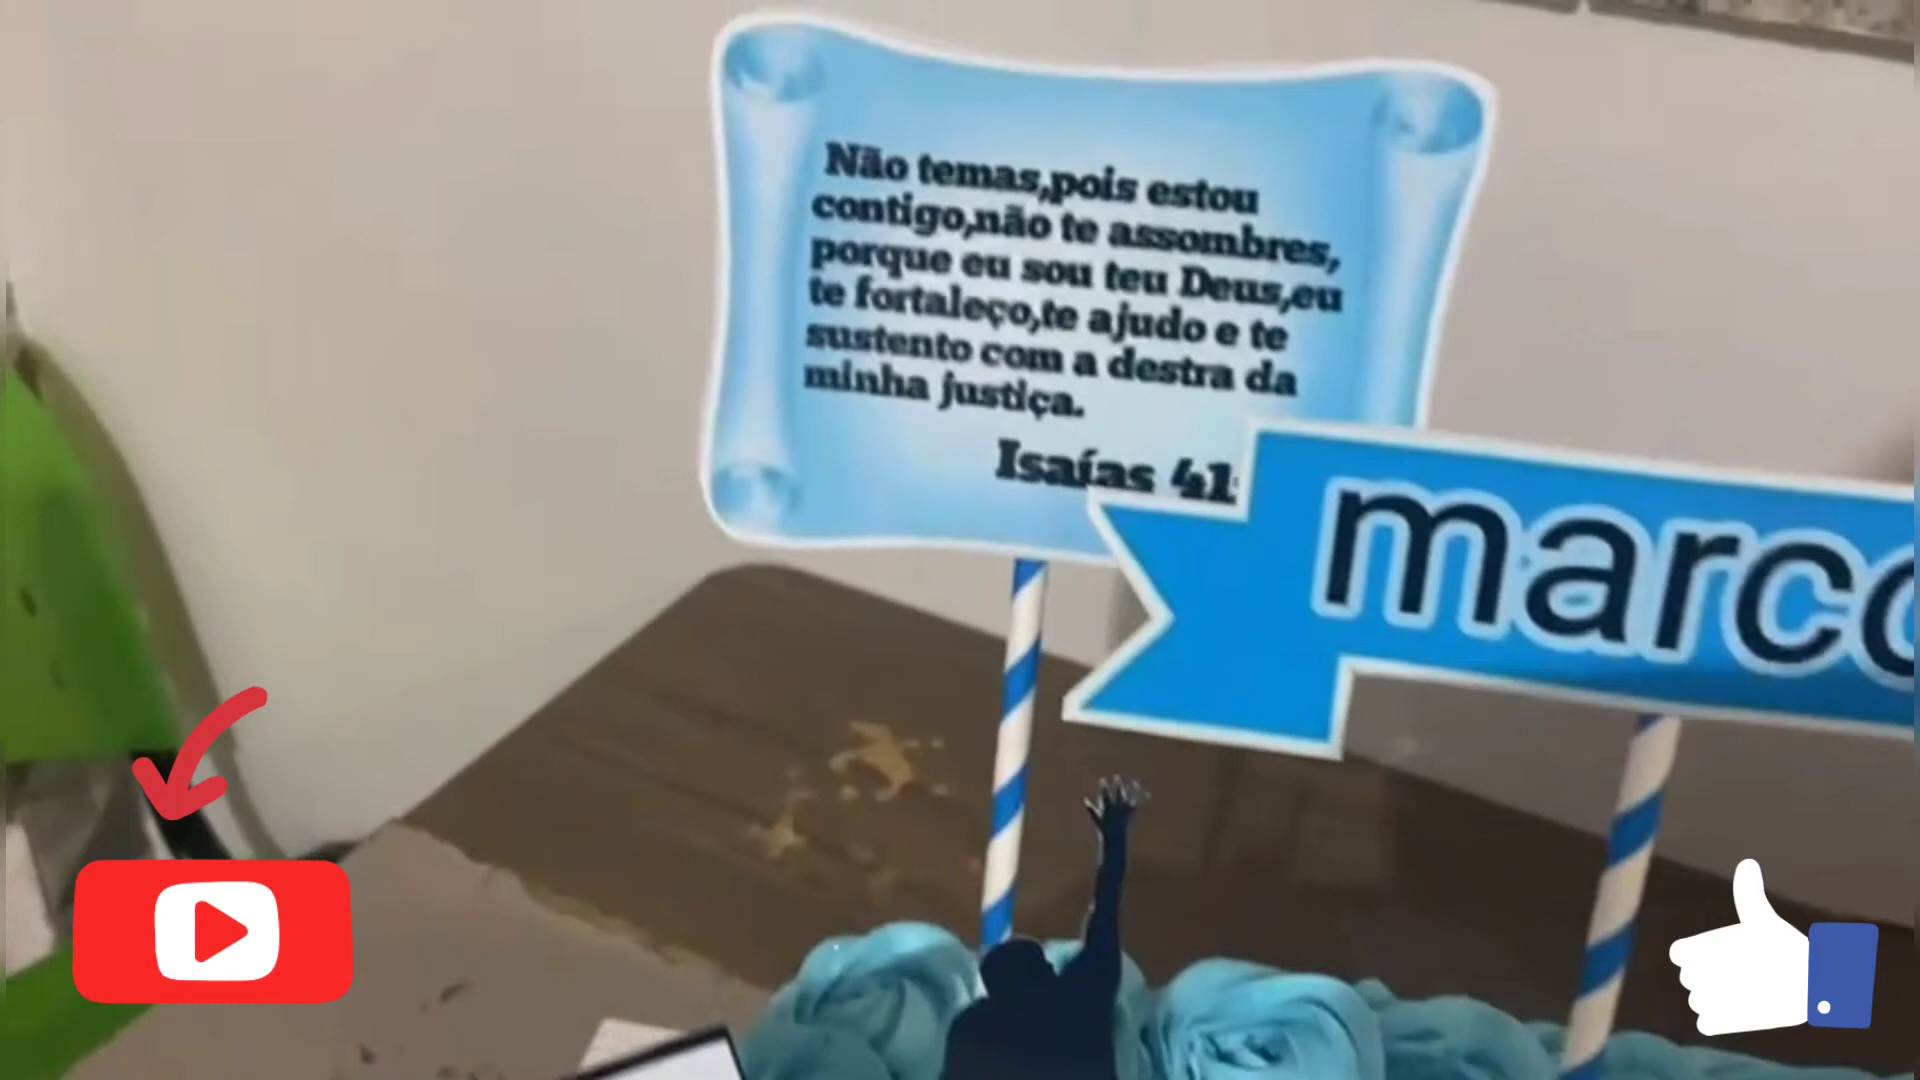 Não temas,pois estou
contigo,não te assombres,
porque eu sou teu Deus,eu
te fortaleço,te ajudo e te
sustento com a destra da
minha justiça.
Isaías 41:
marco